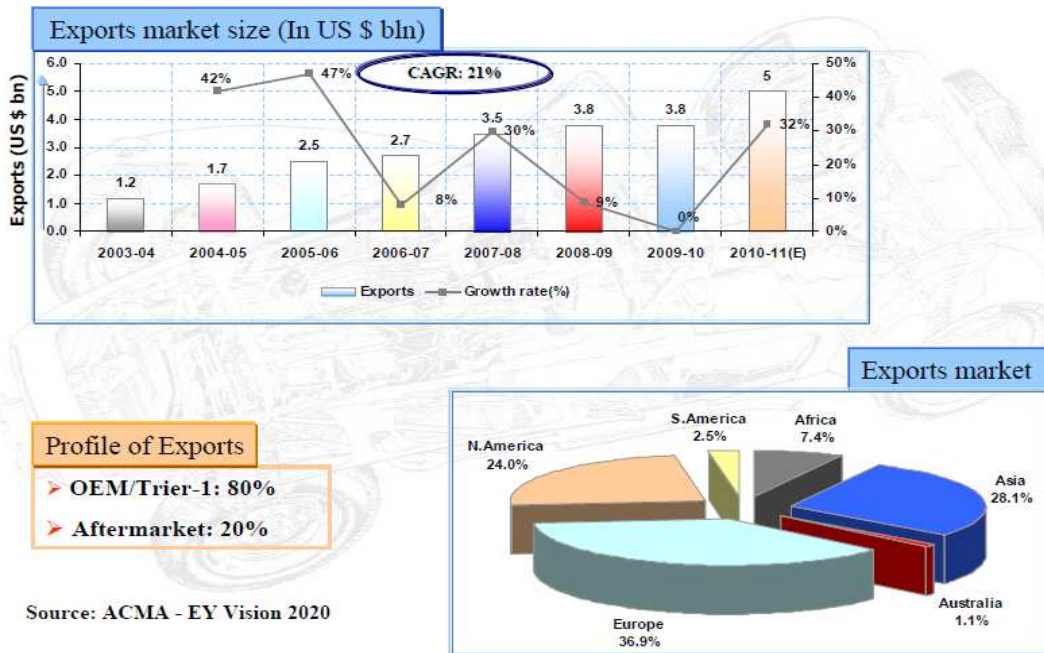 Exports market size (In US $ bln)
CAGR: 21%
Exports (US $ bn)
6.0
5.0
4.0
3.0
2.0
1.0
0.0
50%
40%
30%
20%
10%
0%
1.2
1.7
2.5
2.7
3.5
3.8
3.8
5
42%
47%
8%
30%
9%
0%
32%
2003-04
2004-05
2005-06
2006-07
2007-08
2008-09
2009-10
2010-11(E)
Exports
Growth rate(%)
Exports market
Profile of Exports
OEM/Trier-1: 80%
Aftermarket: 20%
Source: ACMA - EY Vision 2020
N.America
24.0%
S.America
2.5%
Africa
7.4%
Asia
28.1%
Australia
1.1%
Europe
36.9%